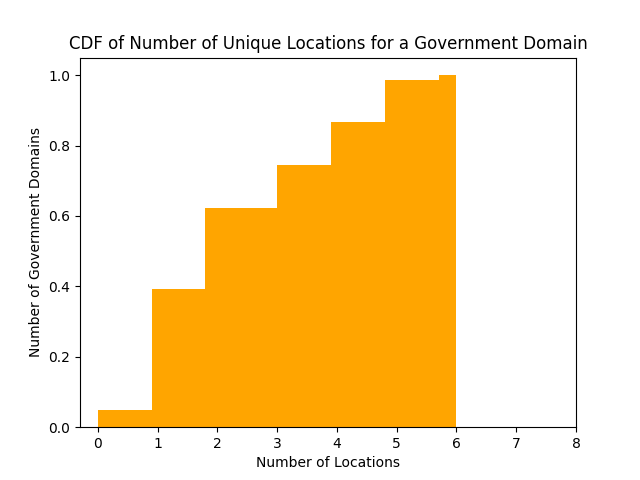 CDF of Number of Unique Locations for a Government Domain
1.0
0.8
0.6
0.4
0.2
0.0
Number of Government Domains
0 1 2 3 4 5 6 7 8
Number of Locations